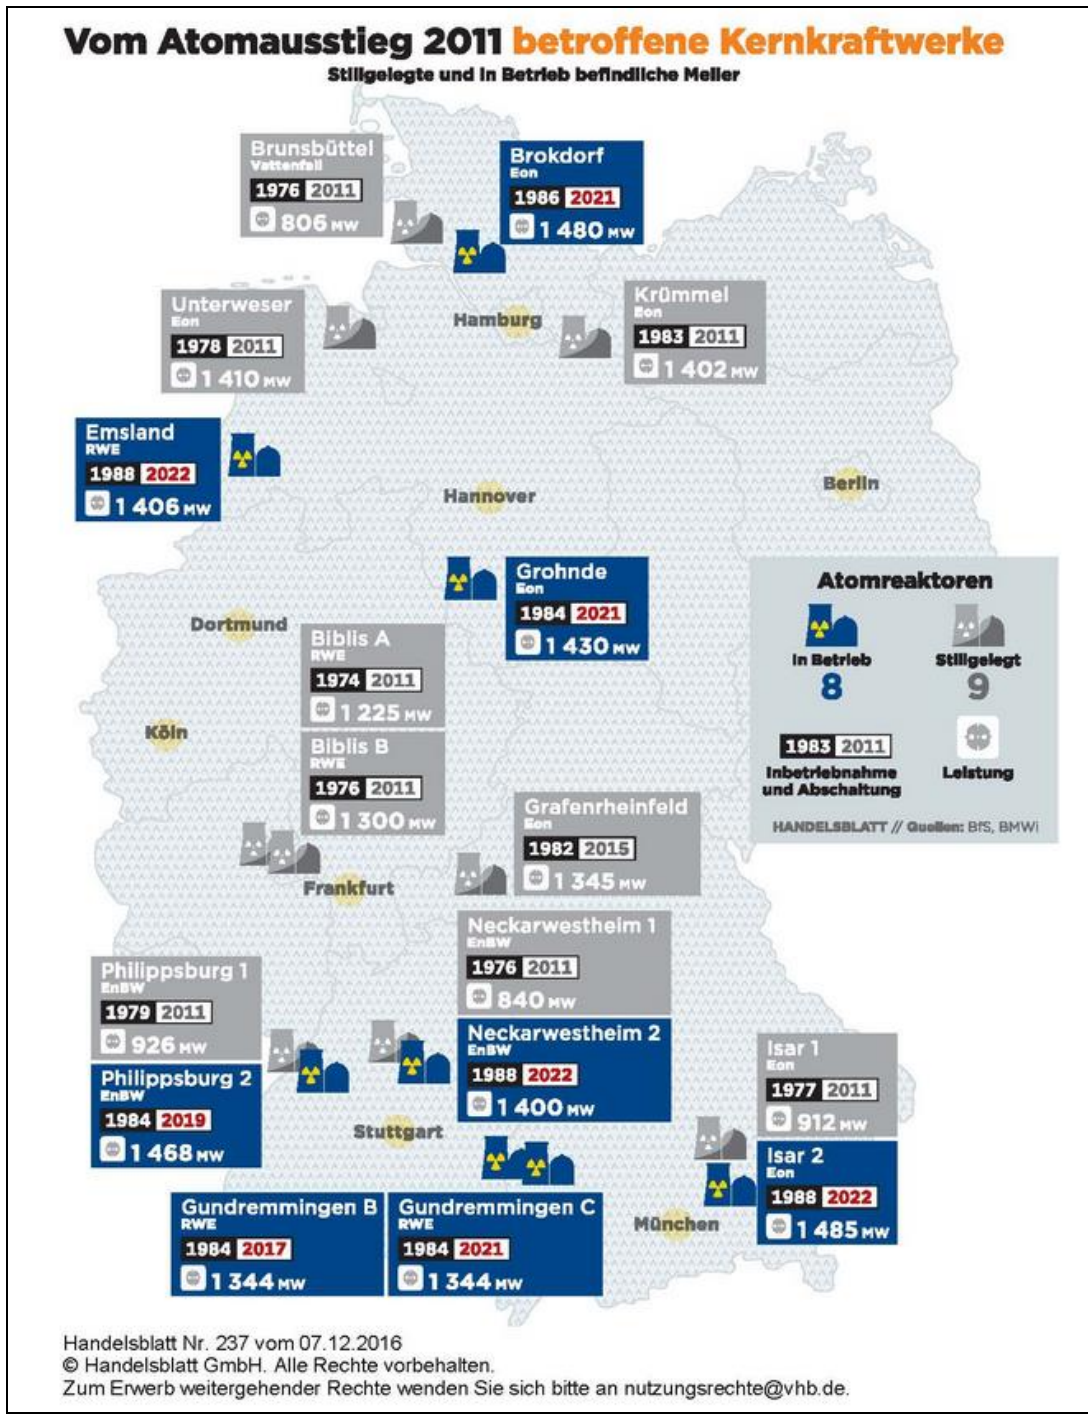 Vom Atomausstieg 2011 betroffene Kernkraftwerke
Stillgelegte und in Betrieb befindliche Meiler
Brunsbüttel
Vattenfall
1976 2011
806 MW
Brokdorf
Eon
1986 2021
1 480 MW
Unterweser
Eon
1978 2011
1 410 MW
Hamburg
Krümmel
Eon
1983 2011
1 402 MW
Emsland
RWE
1988 2022
1 406 MW
Hannover
Berlin
Grohnde
Eon
1984 2021
1 430 MW
Dortmund
Biblis A
RWE
1974 2011
1 225 MW
Köln
Biblis B
RWE
1976 2011
1 300 MW
Atomreaktoren
In Betrieb
8
Stillgelegt
9
1983 2011
Inbetriebnahme
und Abschaltung
Leistung
HANDELSBLATT // Quellen: BfS, BMWi
Grafenrheinfeld
Eon
1982 2015
1 345 MW
Frankfurt
Neckarwestheim 1
EnBW
1976 2011
840 MW
Philippsburg 1
EnBW
1979 2011
926 MW
Neckarwestheim 2
EnBW
1988 2022
1 400 MW
Isar 1
Eon
1977 2011
912 MW
Philippsburg 2
EnBW
1984 2019
1 468 MW
Stuttgart
Isar 2
Eon
1988 2022
1 485 MW
Gundremmingen B
RWE
1984 2017
1 344 MW
Gundremmingen C
RWE
1984 2021
1 344 MW
München
Handelsblatt Nr. 237 vom 07.12.2016
© Handelsblatt GmbH. Alle Rechte vorbehalten.
Zum Erwerb weitergehender Rechte wenden Sie sich bitte an nutzungsrechte@vhb.de.